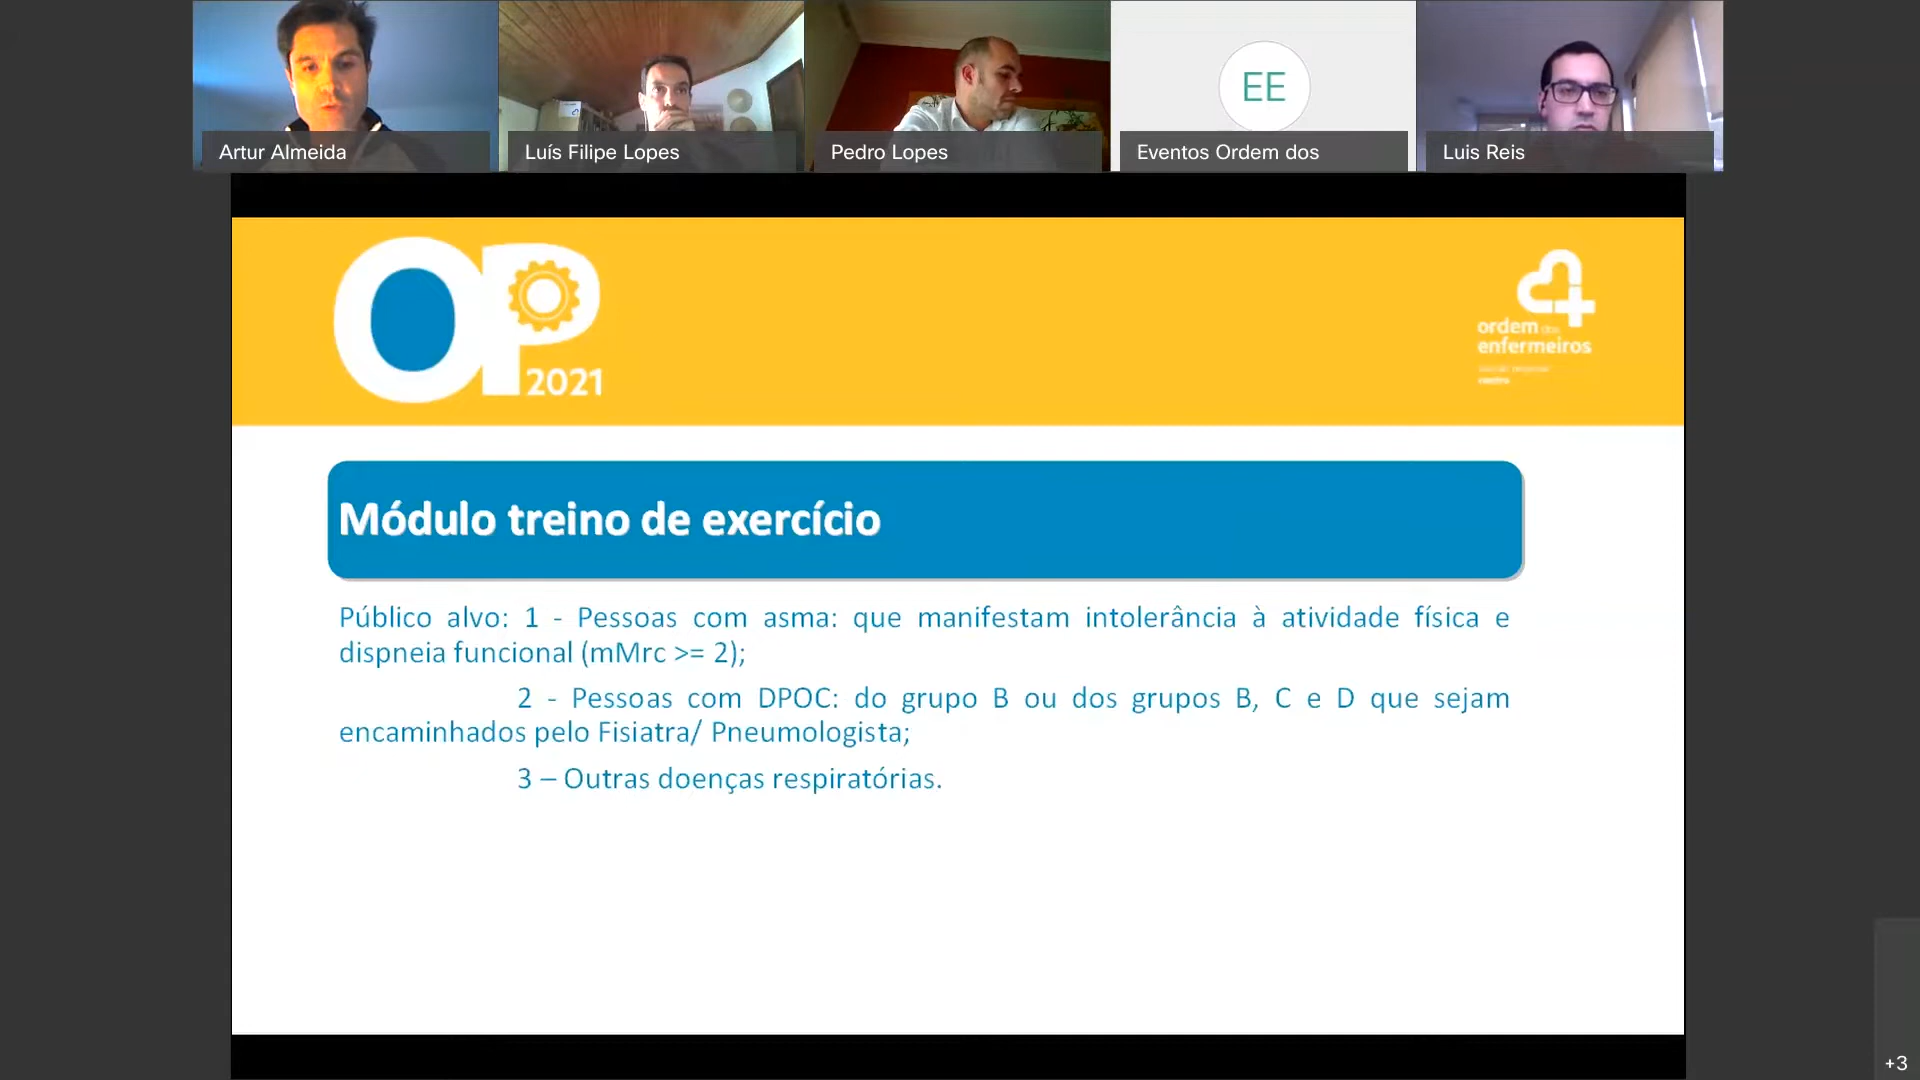 Artur Almeida
Luís Filipe Lopes
Pedro Lopes
EE
Eventos Ordem dos
Luis Reis
OP
2021
ordem dos
enfermeiros
Módulo treino de exercício
Público alvo: 1 - Pessoas com asma: que manifestam intolerância à atividade física e
dispneia funcional (mMrc >= 2);
2 - Pessoas com DPOC: do grupo B ou dos grupos B, C e D que sejam
encaminhados pelo Fisiatra/ Pneumologista;
3 – Outras doenças respiratórias.
+3